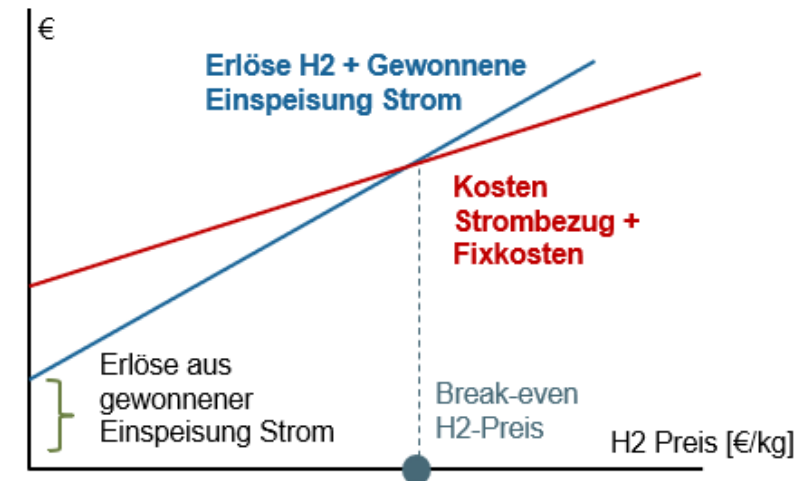 €
Erlöse H2 + Gewonnene
Einspeisung Strom
Kosten
Strombezug +
Fixkosten
Erlöse aus
gewonnener
Einspeisung Strom
Break-even
H2-Preis
H2 Preis [€/kg]